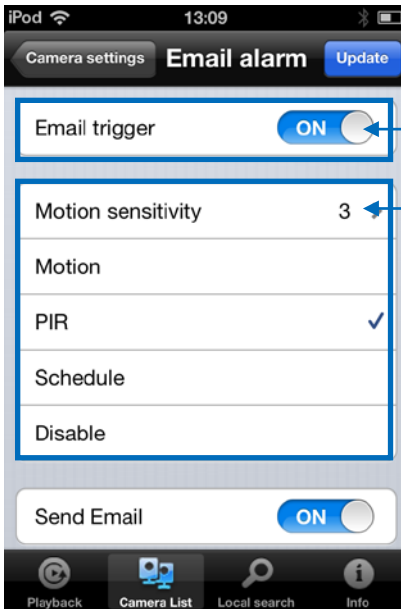 iPod 13:09
Camera settings Email alarm Update
Email trigger ON
Motion sensitivity 3
Motion
PIR
Schedule
Disable
Send Email ON
Playback Camera List Local search Info